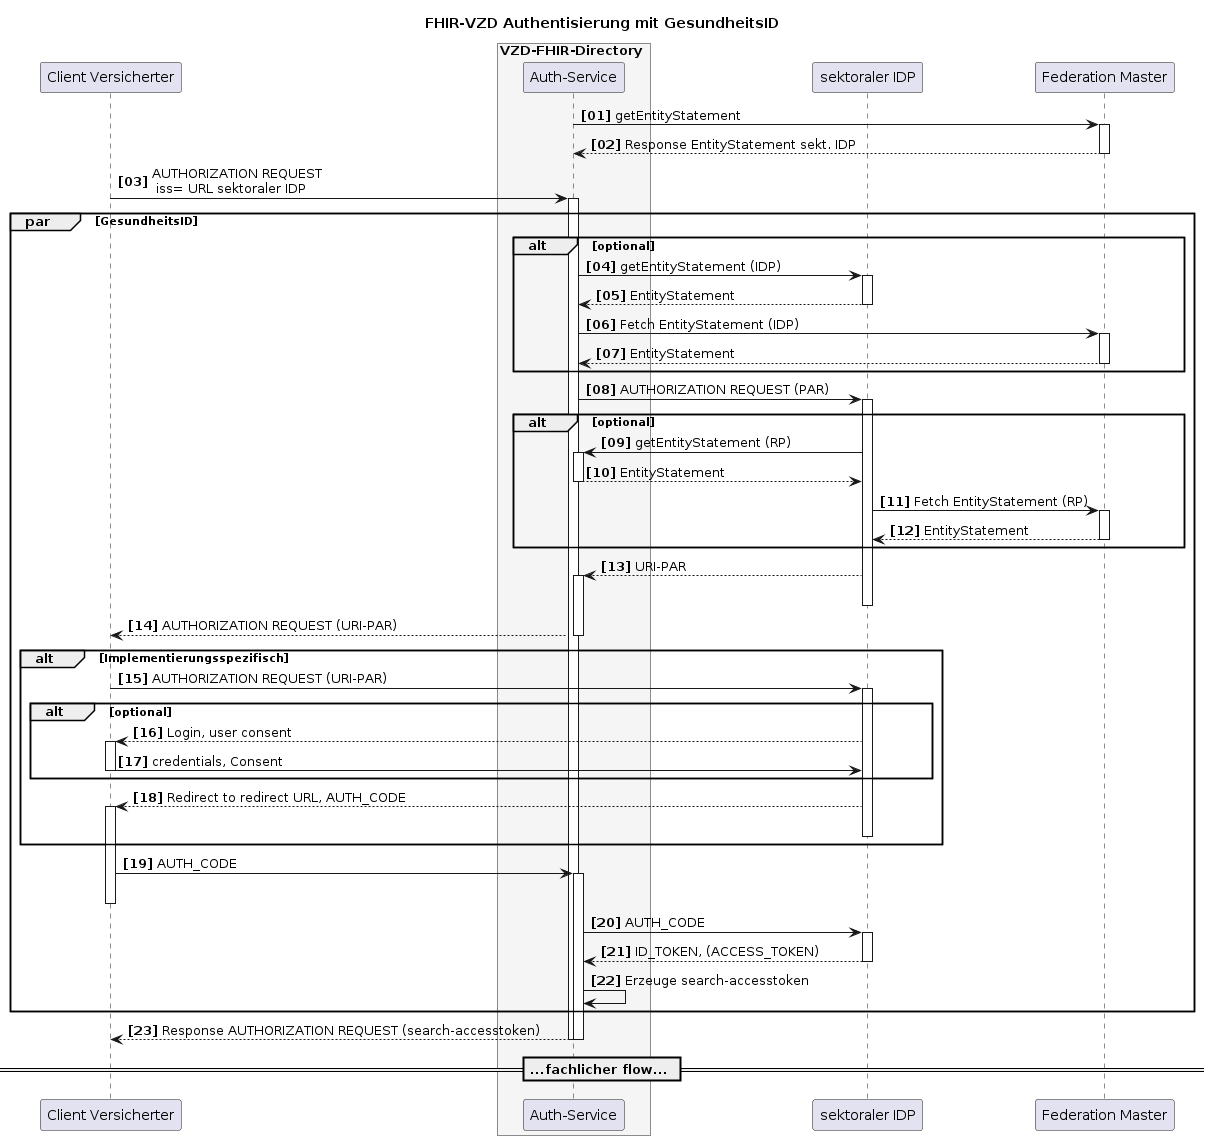 FHIR-VZD Authentisierung mit GesundheitsID
VZD-FHIR-Directory
Client Versicherter
Auth-Service
sektoraler IDP
Federation Master
[01] getEntityStatement
[02] Response EntityStatement sekt. IDP
[03] AUTHORIZATION REQUEST
iss= URL sektoraler IDP
par [GesundheitsID]
alt [optional]
[04] getEntityStatement (IDP)
[05] EntityStatement
[06] Fetch EntityStatement (IDP)
[07] EntityStatement
[08] AUTHORIZATION REQUEST (PAR)
alt [optional]
[09] getEntityStatement (RP)
[10] EntityStatement
[11] Fetch EntityStatement (RP)
[12] EntityStatement
[13] URI-PAR
[14] AUTHORIZATION REQUEST (URI-PAR)
alt [Implementierungsspezifisch]
[15] AUTHORIZATION REQUEST (URI-PAR)
alt [optional]
[16] Login, user consent
[17] credentials, Consent
[18] Redirect to redirect URL, AUTH_CODE
[19] AUTH_CODE
[20] AUTH_CODE
[21] ID_TOKEN, (ACCESS_TOKEN)
[22] Erzeuge search-accesstoken
[23] Response AUTHORIZATION REQUEST (search-accesstoken)
...fachlicher flow...
Client Versicherter
Auth-Service
sektoraler IDP
Federation Master